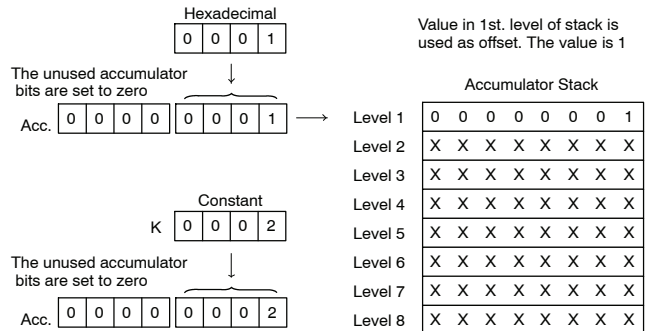 Hexadecimal
0 0 0 1
The unused accumulator
bits are set to zero
Acc. 0 0 0 0 0 0 0 1
Constant
K 0 0 0 2
The unused accumulator
bits are set to zero
Acc. 0 0 0 0 0 0 0 2
Value in 1st. level of stack is
used as offset. The value is 1
Accumulator Stack
Level 1 0 0 0 0 0 0 0 1
Level 2 X X X X X X X X
Level 3 X X X X X X X X
Level 4 X X X X X X X X
Level 5 X X X X X X X X
Level 6 X X X X X X X X
Level 7 X X X X X X X X
Level 8 X X X X X X X X